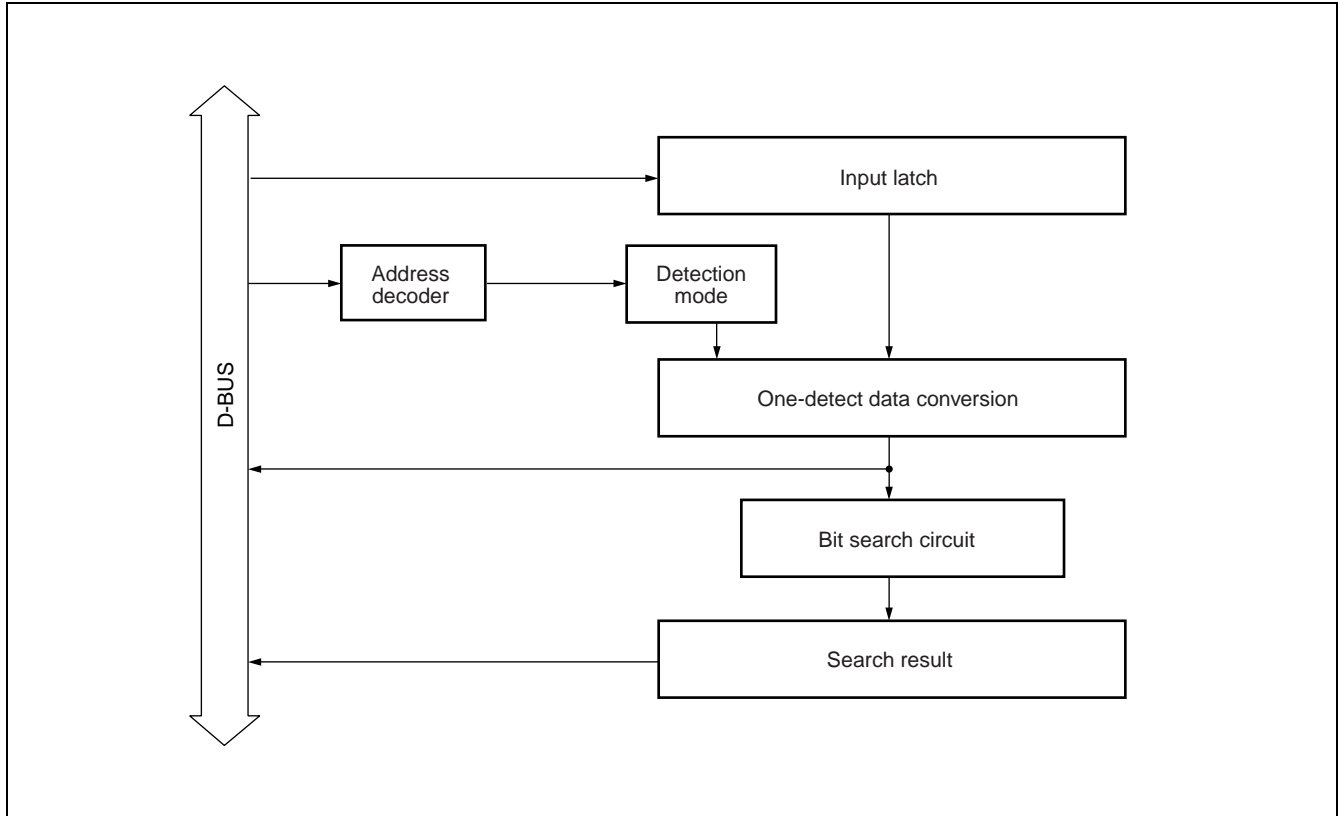 Input latch
Address
decoder
Detection
mode
D-BUS
One-detect data conversion
Bit search circuit
Search result